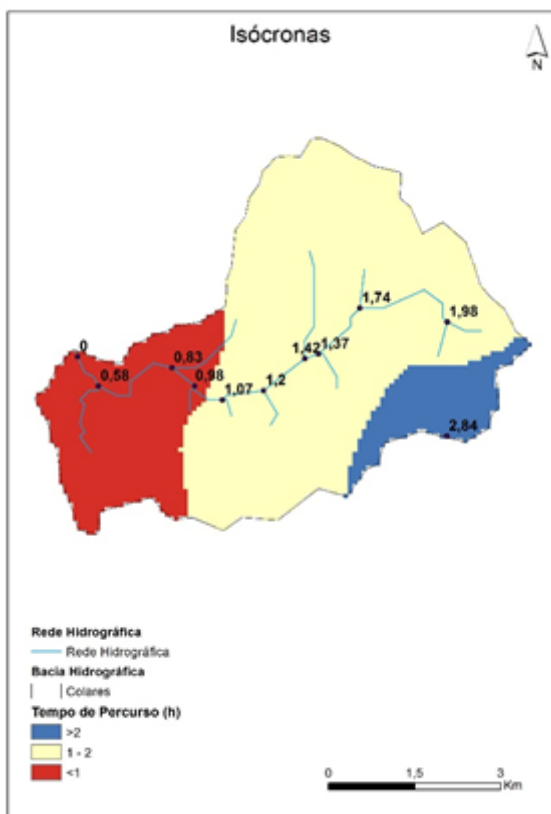 Isócronas
N
1,74
1,98
0
1,42
1,37
0,83
0,58
0,98
1,2
1,07
2,84
Rede Hidrográfica
Rede Hidrográfica
Bacia Hidrográfica
Colares
Tempo de Percurso (h)
>2
1 - 2
<1
0 1,5 3
Km